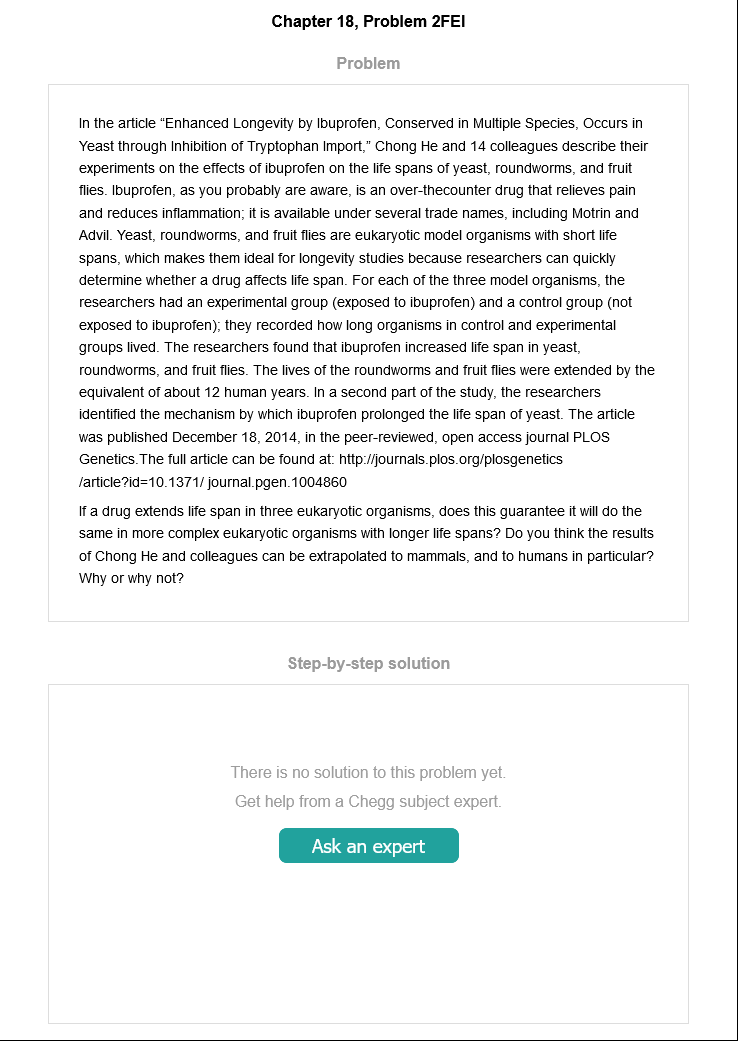 Chapter 18, Problem 2FEI
Problem
In the article “Enhanced Longevity by Ibuprofen, Conserved in Multiple Species, Occurs in
Yeast through Inhibition of Tryptophan Import,” Chong He and 14 colleagues describe their
experiments on the effects of ibuprofen on the life spans of yeast, roundworms, and fruit
flies. Ibuprofen, as you probably are aware, is an over-thecounter drug that relieves pain
and reduces inflammation; it is available under several trade names, including Motrin and
Advil. Yeast, roundworms, and fruit flies are eukaryotic model organisms with short life
spans, which makes them ideal for longevity studies because researchers can quickly
determine whether a drug affects life span. For each of the three model organisms, the
researchers had an experimental group (exposed to ibuprofen) and a control group (not
exposed to ibuprofen); they recorded how long organisms in control and experimental
groups lived. The researchers found that ibuprofen increased life span in yeast,
roundworms, and fruit flies. The lives of the roundworms and fruit flies were extended by the
equivalent of about 12 human years. In a second part of the study, the researchers
identified the mechanism by which ibuprofen prolonged the life span of yeast. The article
was published December 18, 2014, in the peer-reviewed, open access journal PLOS
Genetics.The full article can be found at: http://journals.plos.org/plosgenetics
/article?id=10.1371/ journal.pgen.1004860
If a drug extends life span in three eukaryotic organisms, does this guarantee it will do the
same in more complex eukaryotic organisms with longer life spans? Do you think the results
of Chong He and colleagues can be extrapolated to mammals, and to humans in particular?
Why or why not?
Step-by-step solution
There is no solution to this problem yet.
Get help from a Chegg subject expert.
Ask an expert